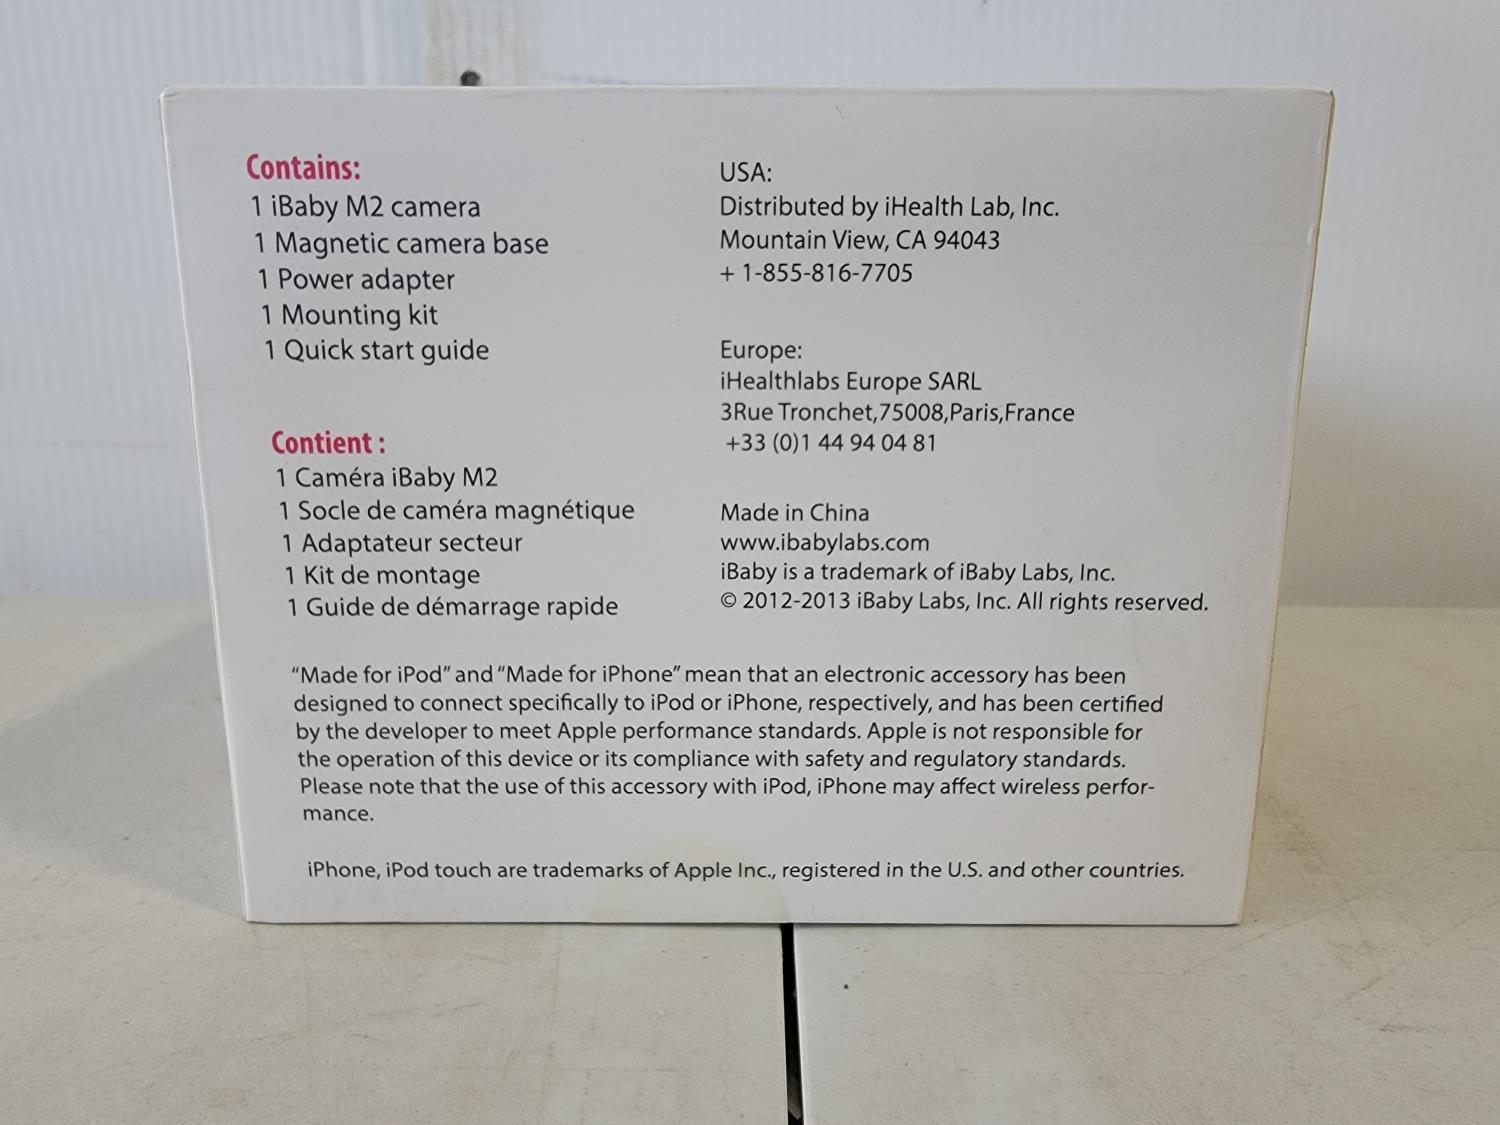 Contains:
1 iBaby M2 camera
1 Magnetic camera base
1 Power adapter
1 Mounting kit
1 Quick start guide
Contient :
1 Caméra iBaby M2
1 Socle de caméra magnétique
1 Adaptateur secteur
1 Kit de montage
1 Guide de démarrage rapide
USA:
Distributed by iHealth Lab, Inc.
Mountain View, CA 94043
+ 1-855-816-7705
Europe:
iHealthlabs Europe SARL
3Rue Tronchet,75008,Paris,France
+33 (0)1 44 94 04 81
Made in China
www.ibabylabs.com
iBaby is a trademark of iBaby Labs, Inc.
© 2012-2013 iBaby Labs, Inc. All rights reserved.
“Made for iPod” and “Made for iPhone” mean that an electronic accessory has been
designed to connect specifically to iPod or iPhone, respectively, and has been certified
by the developer to meet Apple performance standards. Apple is not responsible for
the operation of this device or its compliance with safety and regulatory standards.
Please note that the use of this accessory with iPod, iPhone may affect wireless perfor-
mance.
iPhone, iPod touch are trademarks of Apple Inc., registered in the U.S. and other countries.